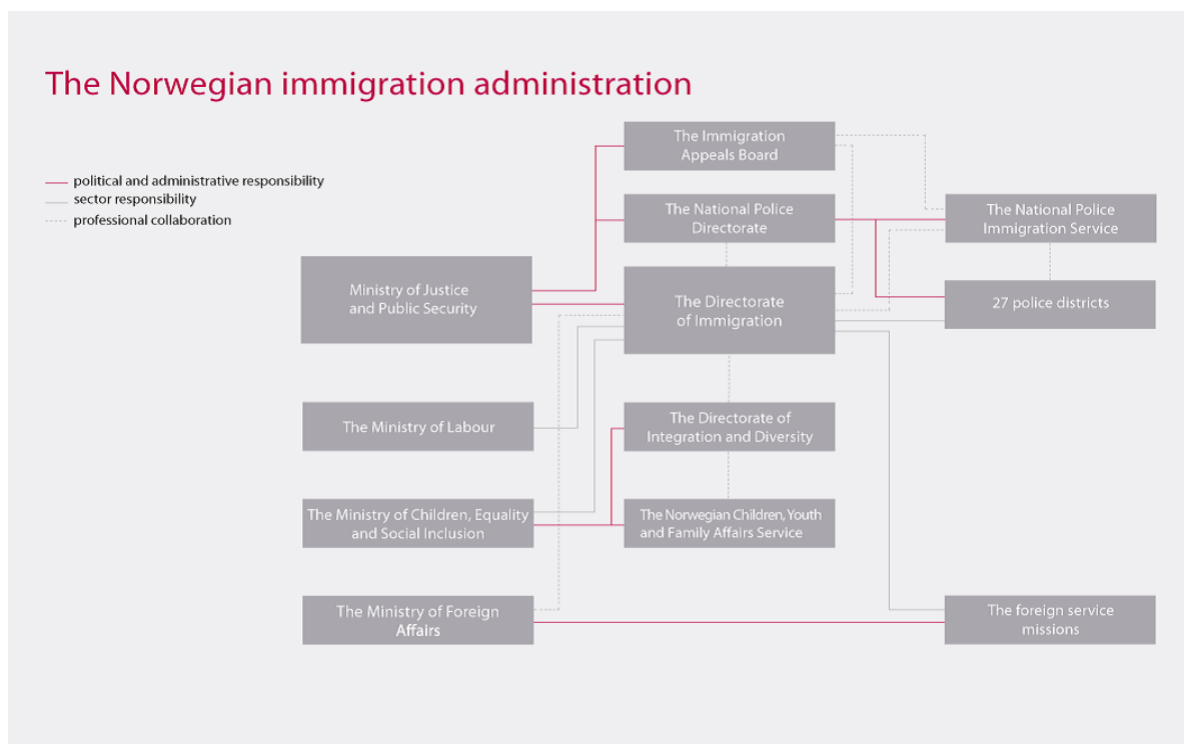 The Norwegian immigration administration
political and administrative responsibility
sector responsibility
professional collaboration
The Immigration
Appeals Board
The National Police
Directorate
The National Police
Immigration Service
Ministry of Justice
and Public Security
The Directorate
of Immigration
27 police districts
The Ministry of Labour
The Directorate of
Integration and Diversity
The Ministry of Children, Equality
and Social Inclusion
The Norwegian Children, Youth
and Family Affairs Service
The Ministry of Foreign
Affairs
The foreign service
missions